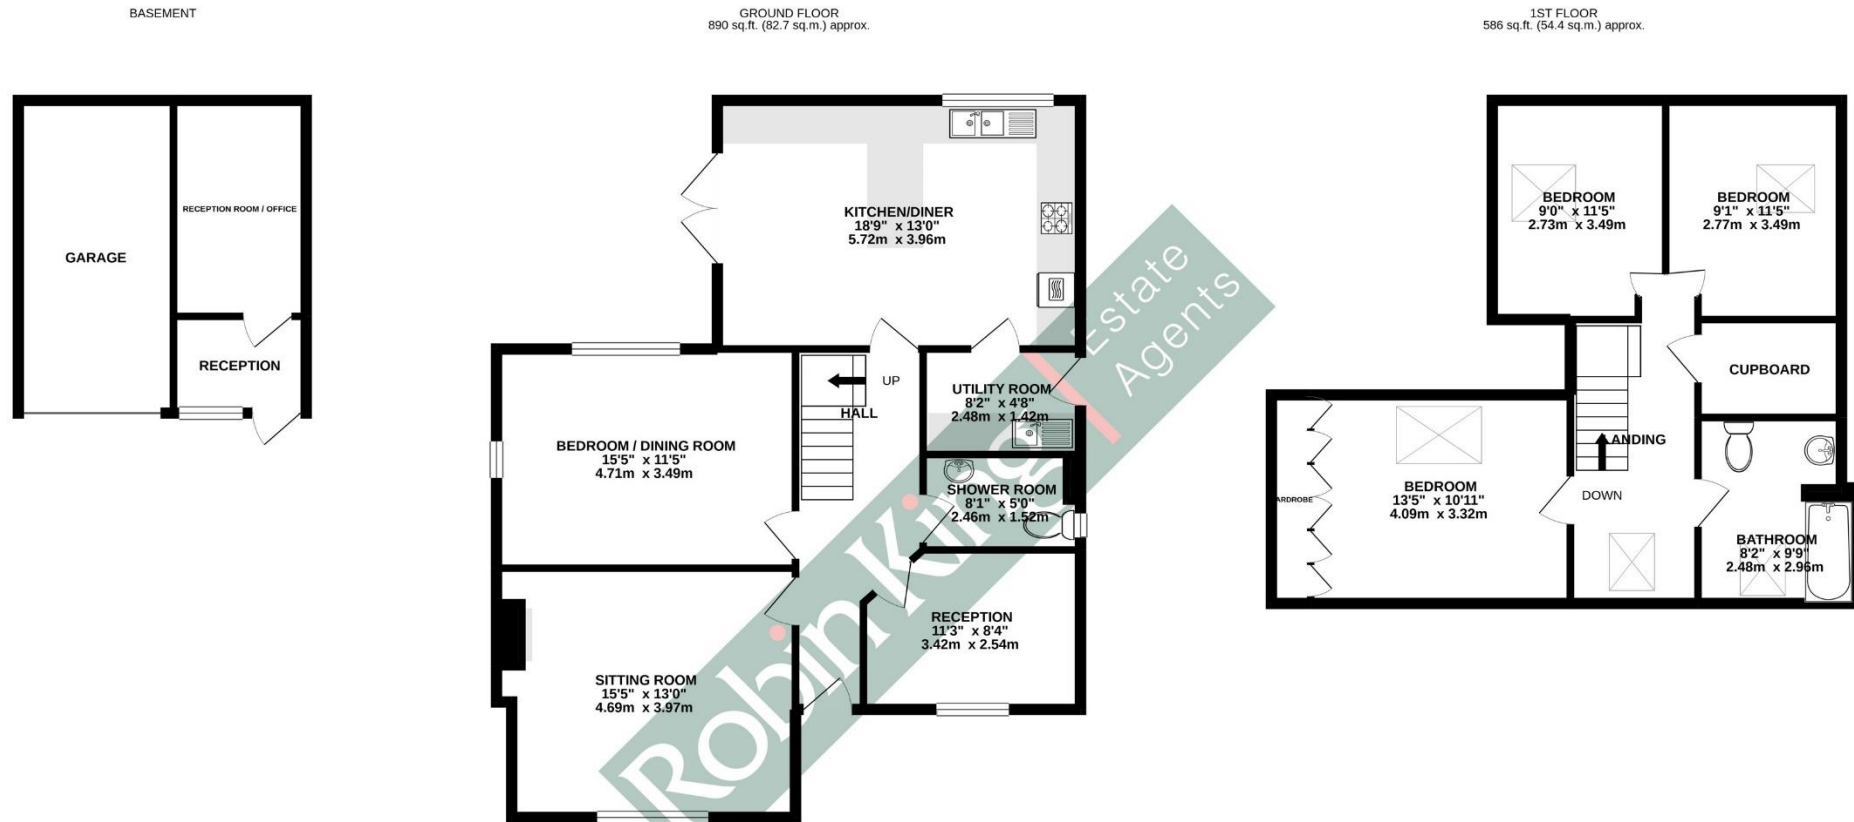 BASEMENT
GARAGE
RECEPTION ROOM / OFFICE
RECEPTION
GROUND FLOOR
890 sq.ft. (82.7 sq.m.) approx.
KITCHEN/DINER
18'9" x 13'0"
5.72m x 3.96m
UP
HALL
UTILITY ROOM
8'2" x 4'8"
2.48m x 1.42m
BEDROOM / DINING ROOM
15'5" x 11'5"
4.71m x 3.49m
SHOWER ROOM
8'1" x 5'0"
2.46m x 1.52m
RECEPTION
11'3" x 8'4"
3.42m x 2.54m
SITTING ROOM
15'5" x 13'0"
4.69m x 3.97m
Robin King
Estate
Agents
1ST FLOOR
586 sq.ft. (54.4 sq.m.) approx.
BEDROOM
9'0" x 11'5"
2.73m x 3.49m
BEDROOM
9'1" x 11'5"
2.77m x 3.49m
CUPBOARD
LANDING
DOWN
ARDROBE
BEDROOM
13'5" x 10'11"
4.09m x 3.32m
BATHROOM
8'2" x 9'9"
2.48m x 2.96m